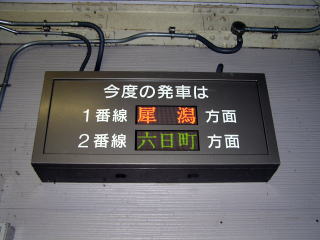 今度の発車は
1番線 犀潟 方面
2番線 六日町 方面